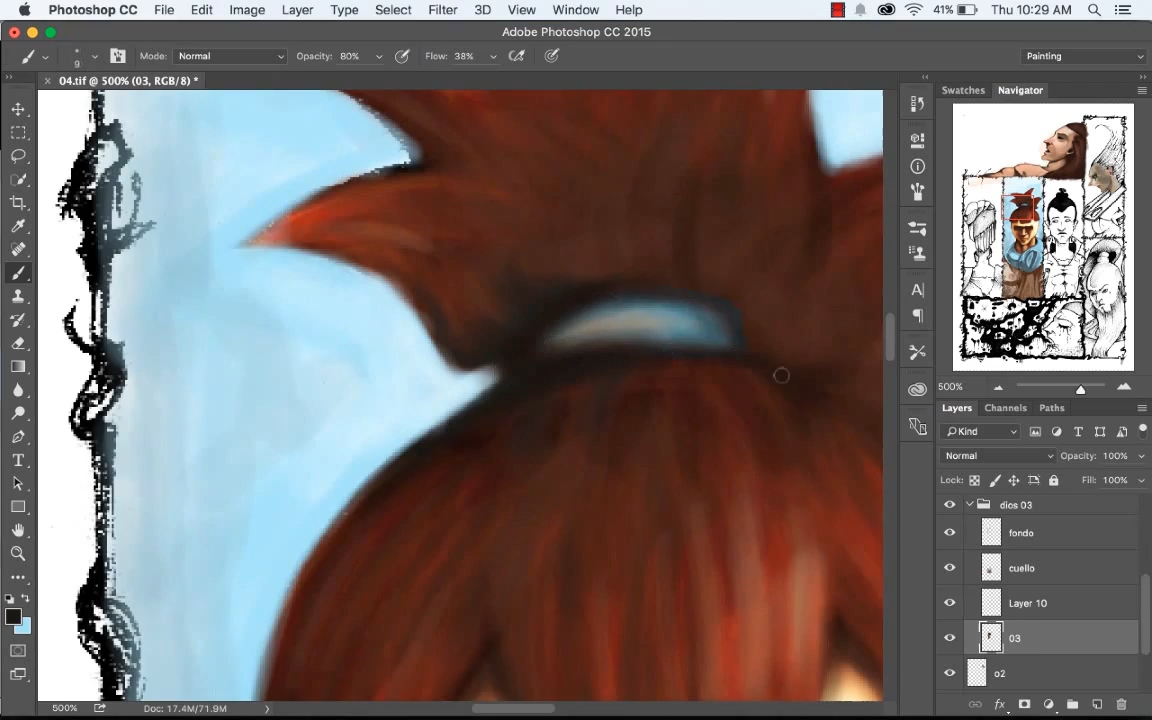 Photoshop CC File Edit Image Layer Type Select Filter 3D View Window Help 41% Thu 10:29 AM
Adobe Photoshop CC 2015
9 Mode: Normal Opacity: 80% Flow: 38% Painting
× 04.tif @ 500% (03, RGB/8) *
Swatches Navigator
500%
Layers Channels Paths
Kind
Normal Opacity: 100%
Lock: Fill: 100%
dios 03
fondo
cuello
Layer 10
03
o2
500% Doc: 17.4M/71.9M